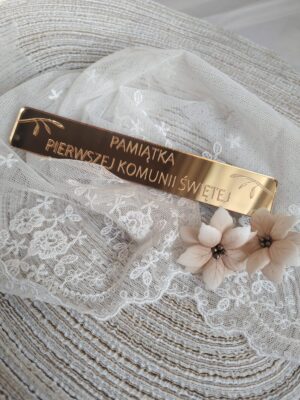 PAMIĄTKA
PIERWSZEJ KOMUNII ŚWIĘTEJ